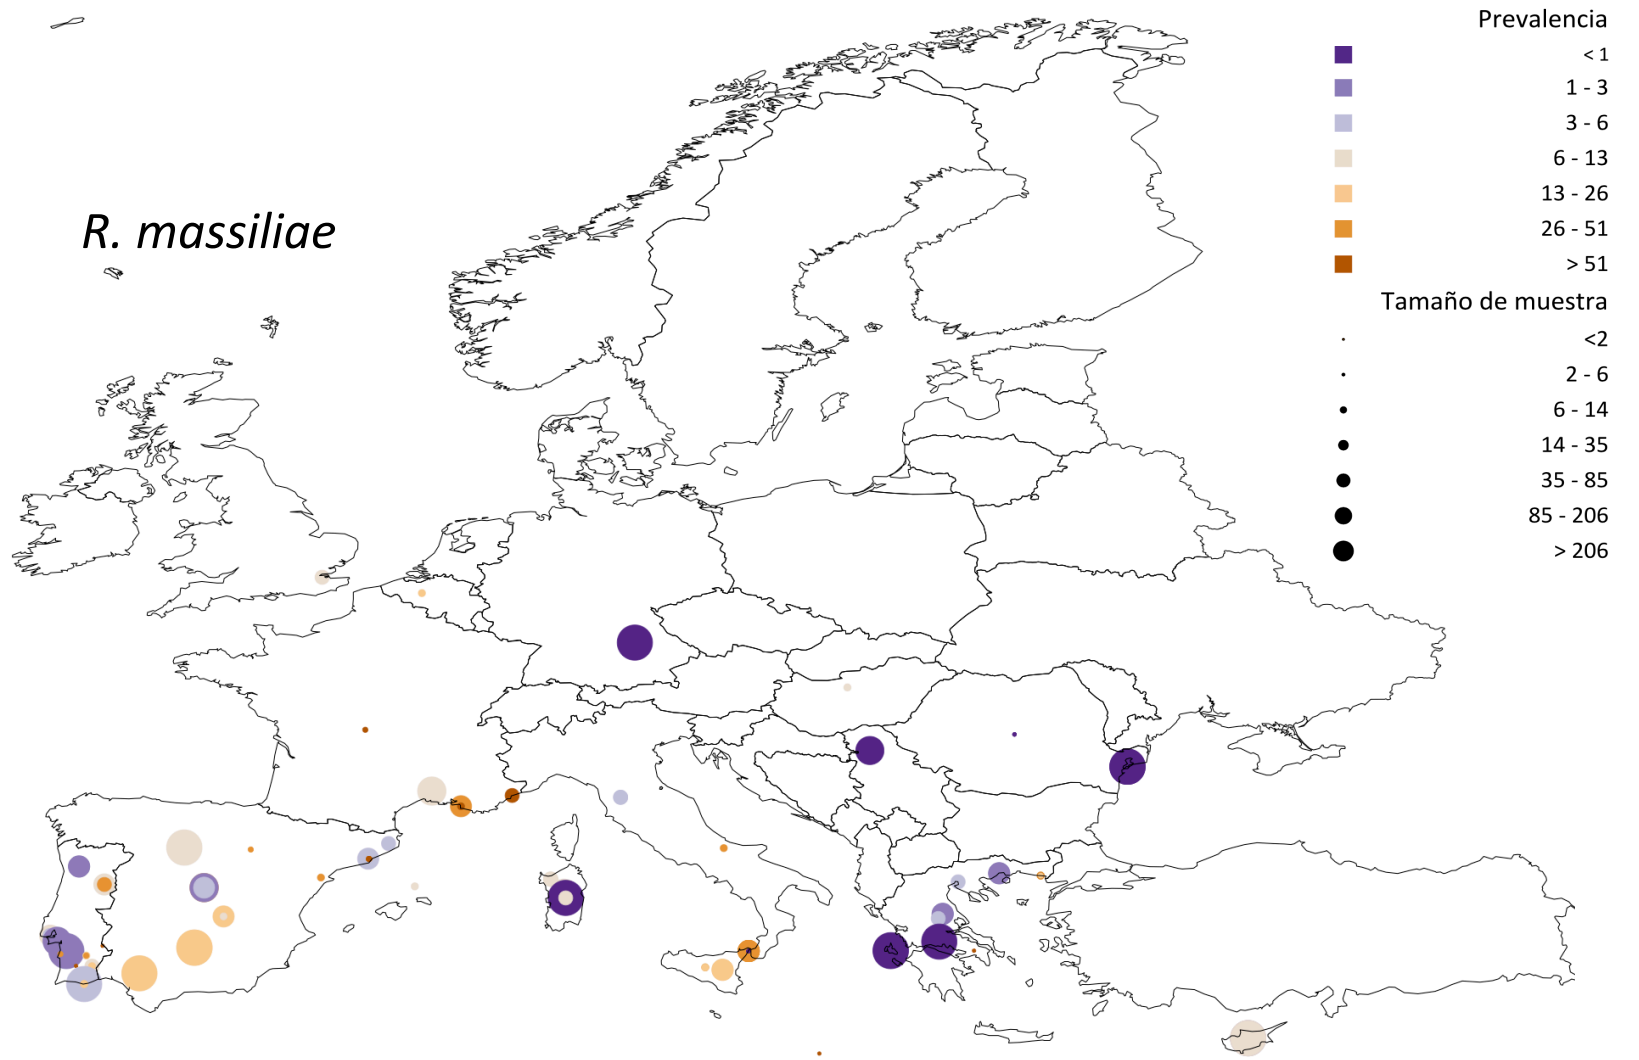 Prevalencia
< 1
1 - 3
3 - 6
6 - 13
13 - 26
26 - 51
> 51
Tamaño de muestra
<2
2 - 6
6 - 14
14 - 35
35 - 85
85 - 206
> 206
R. massiliae